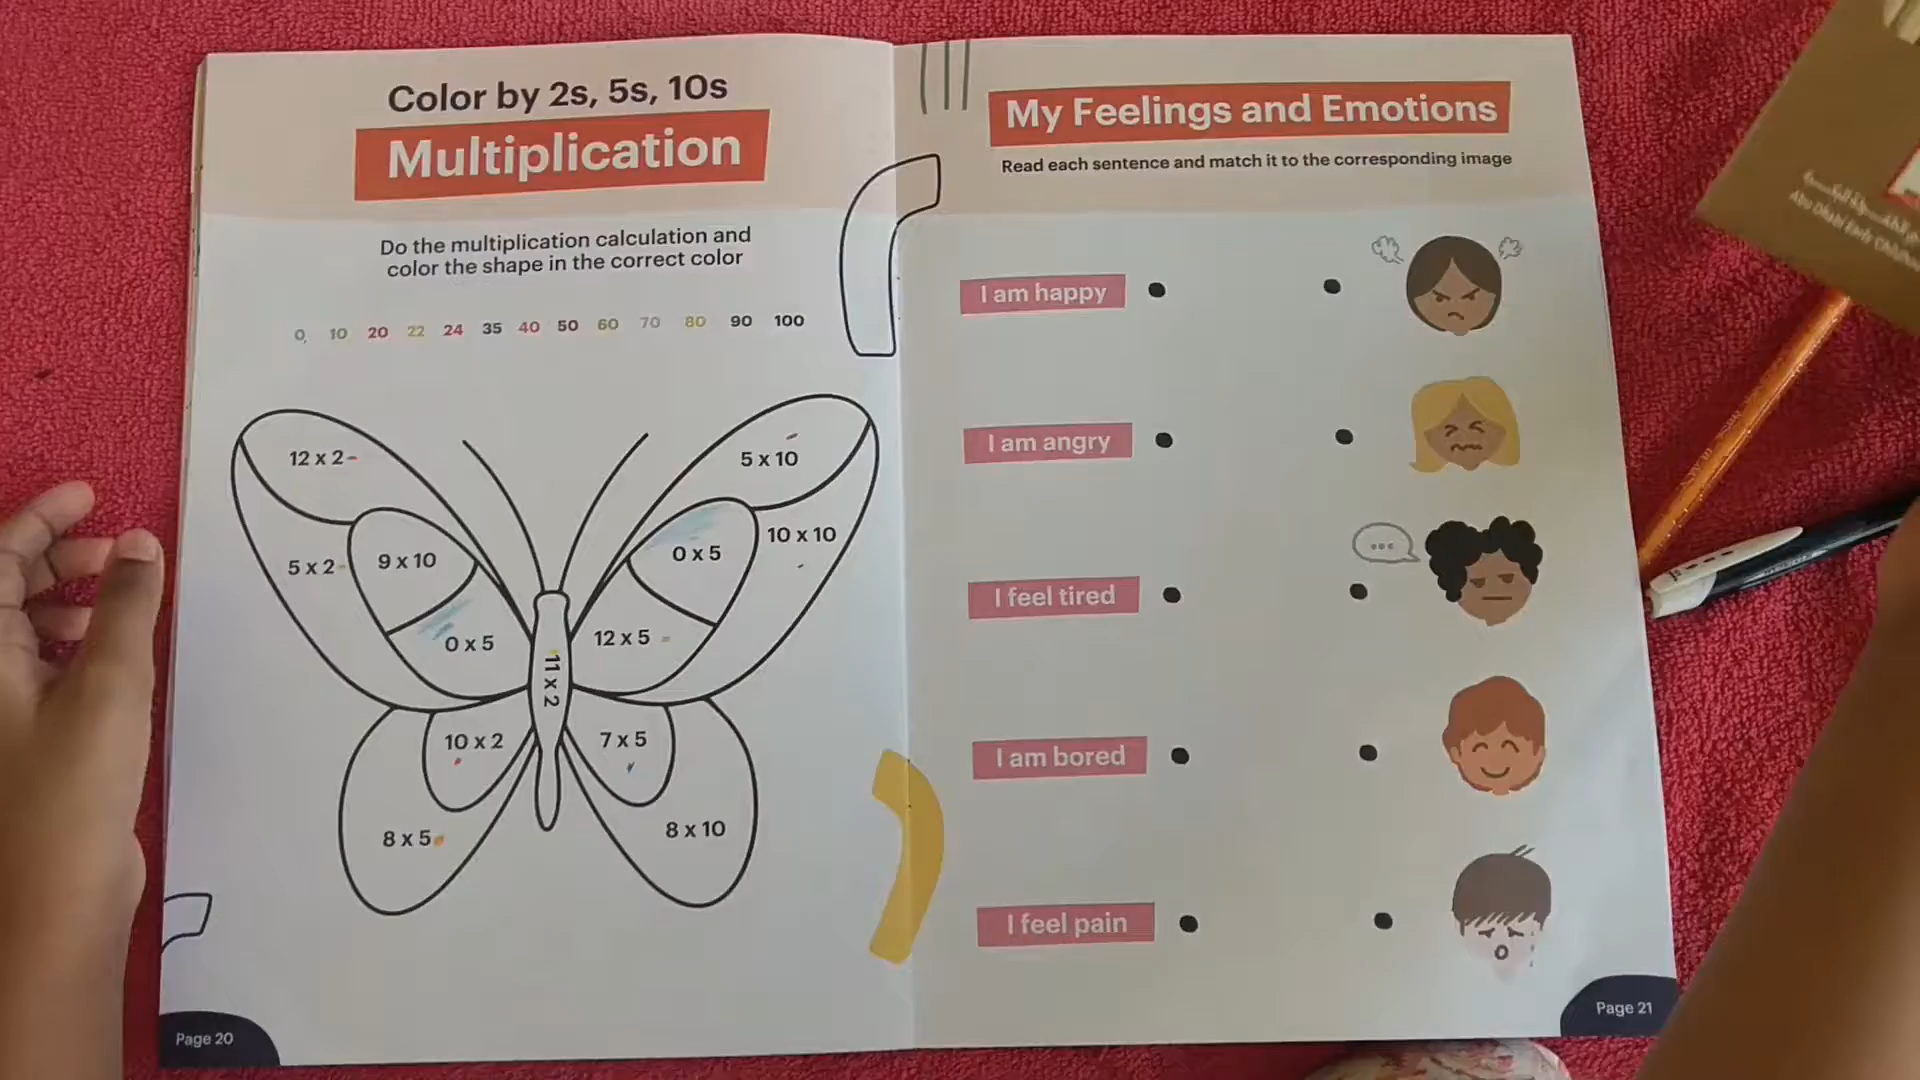 Color by 2s, 5s, 10s
Multiplication
Do the multiplication calculation and
color the shape in the correct color
0 10 20 22 24 35 40 50 60 70 80 90 100
12 x 2
5 x 10
5 x 2
9 x 10
0 x 5
10 x 10
0 x 5
12 x 5
11 x 2
10 x 2
7 x 5
8 x 5
8 x 10
Page 20
My Feelings and Emotions
Read each sentence and match it to the corresponding image
I am happy
I am angry
I feel tired
I am bored
I feel pain
Page 21
Abu Dhabi Early